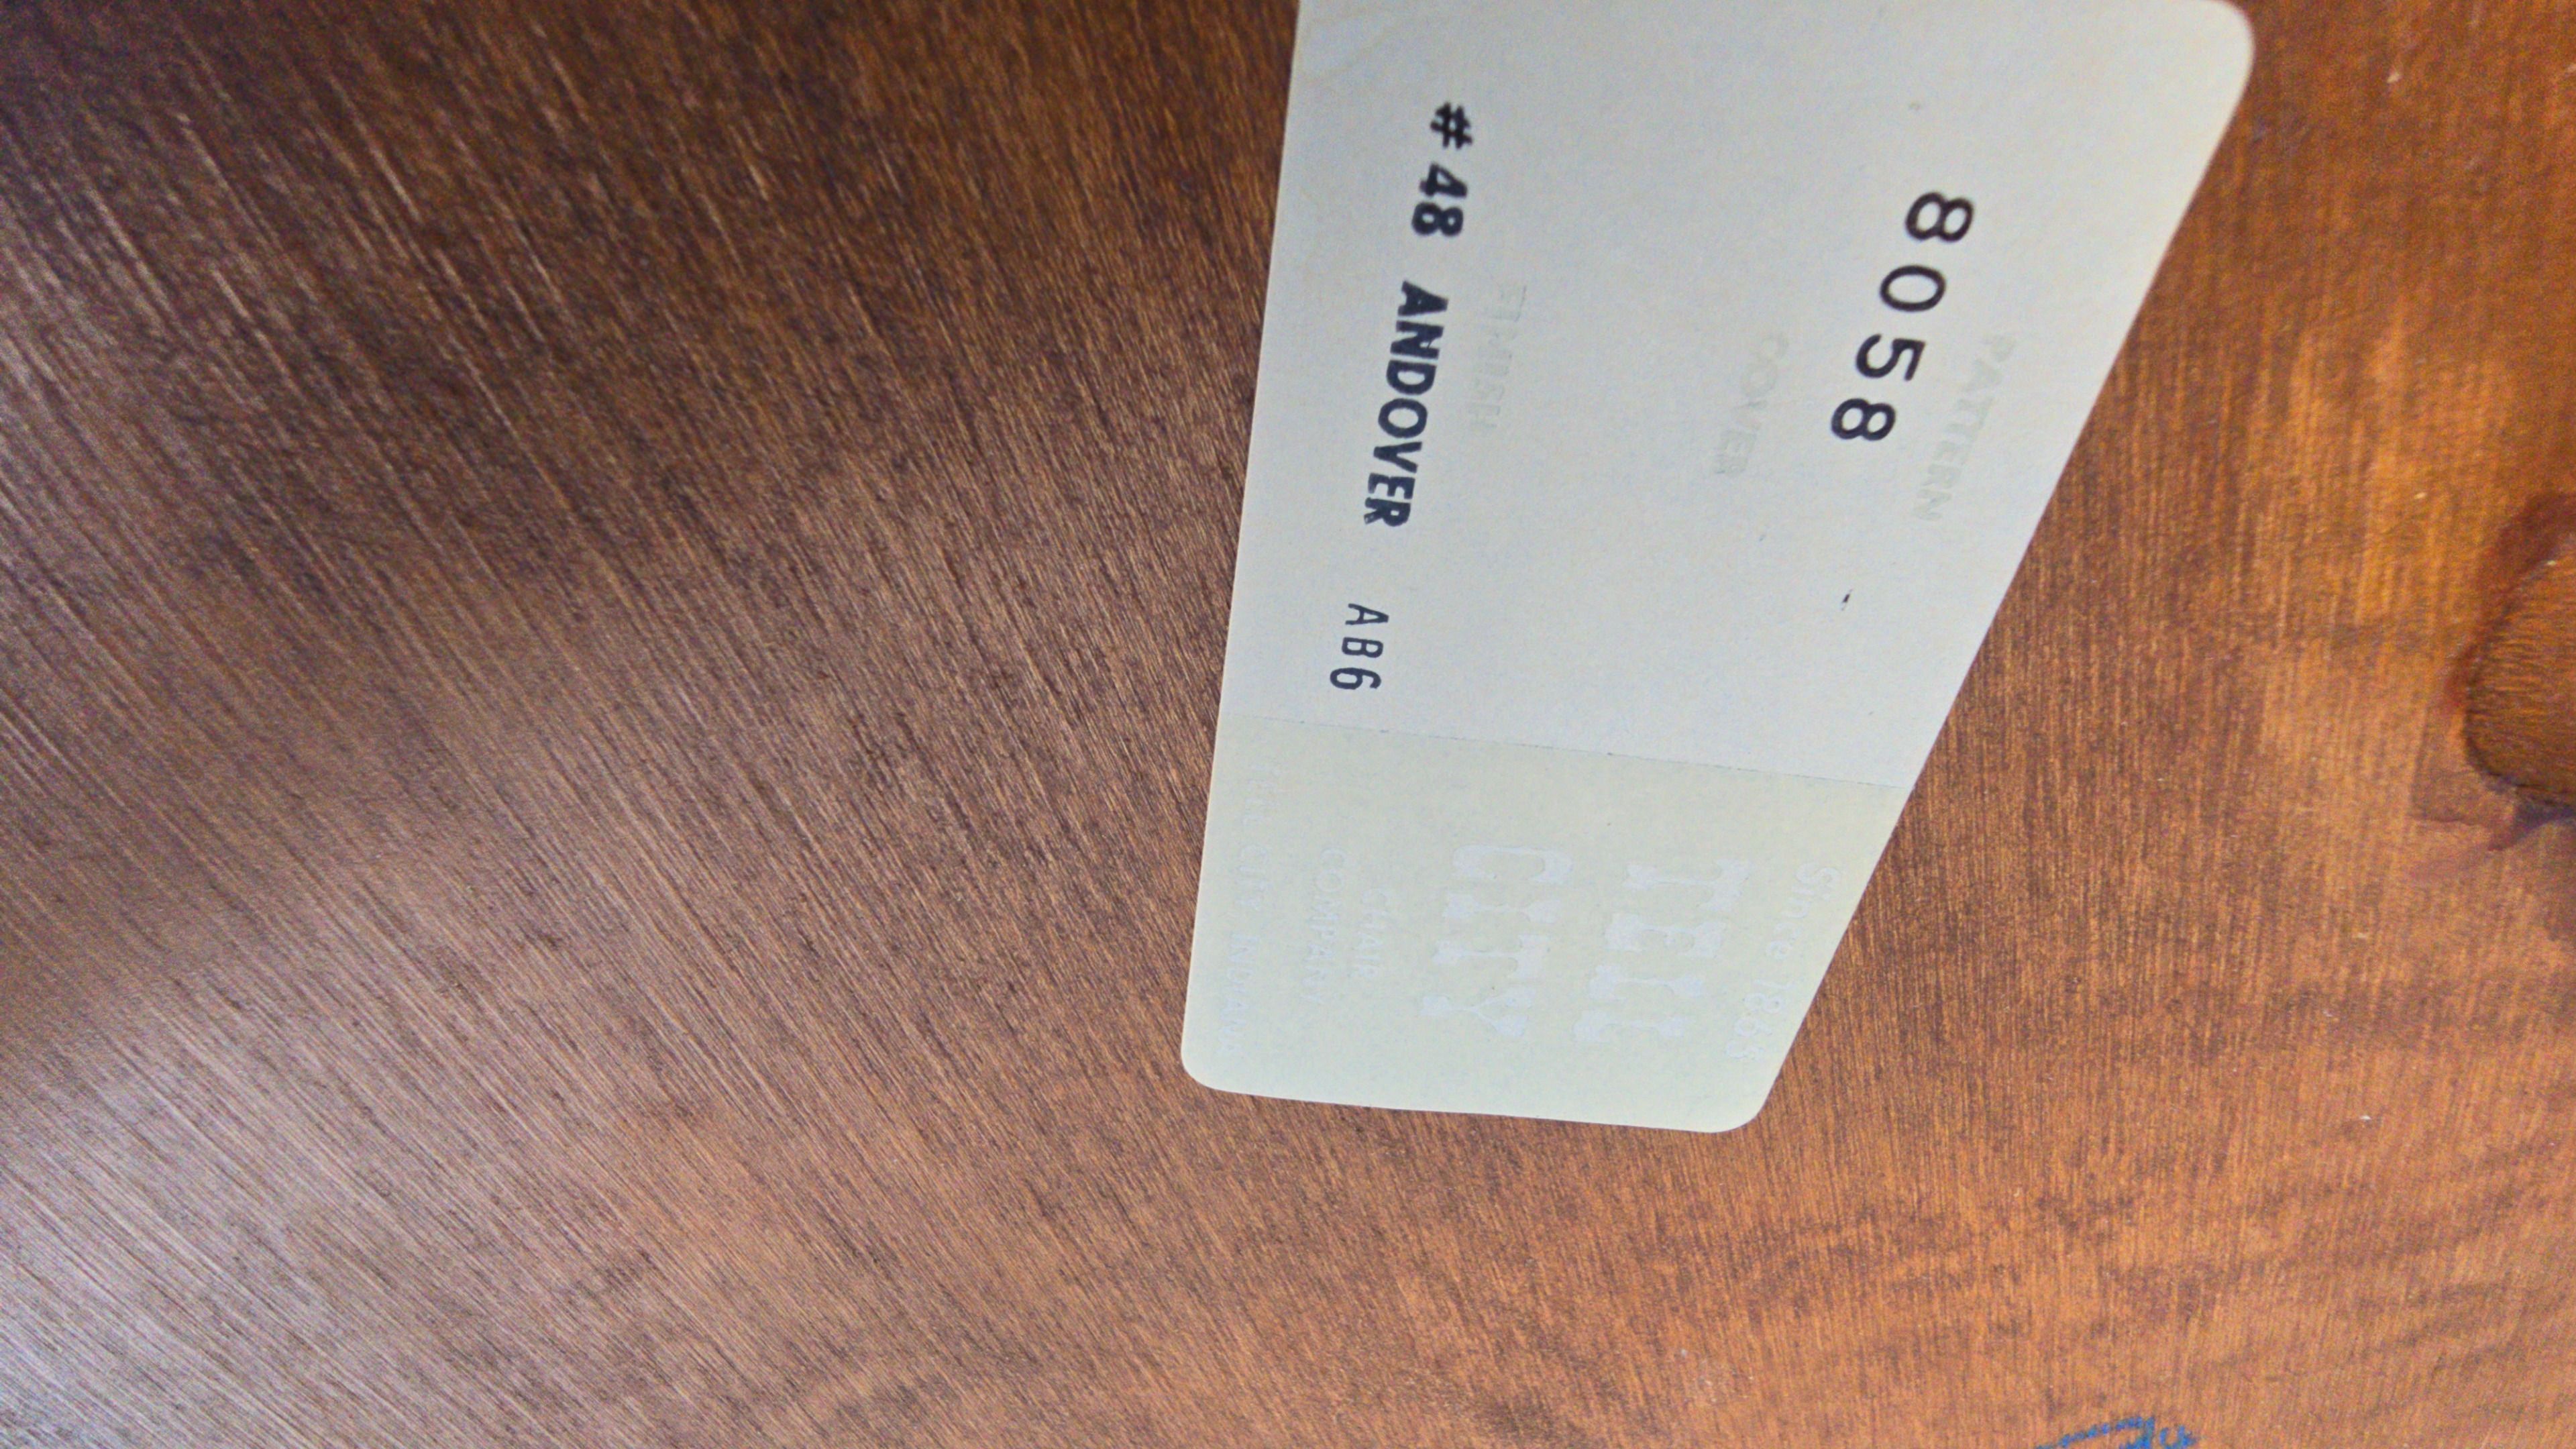 PATTERN
8058
COVER
FINISH
#48 ANDOVER AB6
Since 1865
TELL
CITY
CHAIR
COMPANY
TELL CITY, INDIANA